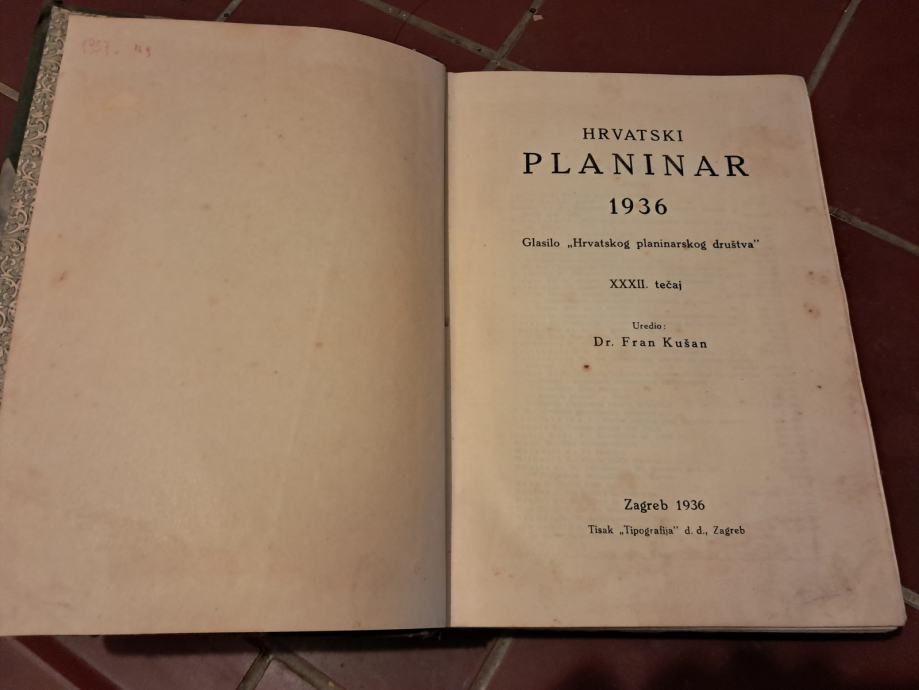 HRVATSKI
PLANINAR
1936
Glasilo „Hrvatskog planinarskog društva"
XXXII. tečaj
Uredio:
Dr. Fran Kušan
Zagreb 1936
Tisak „Tipografija" d. d., Zagreb